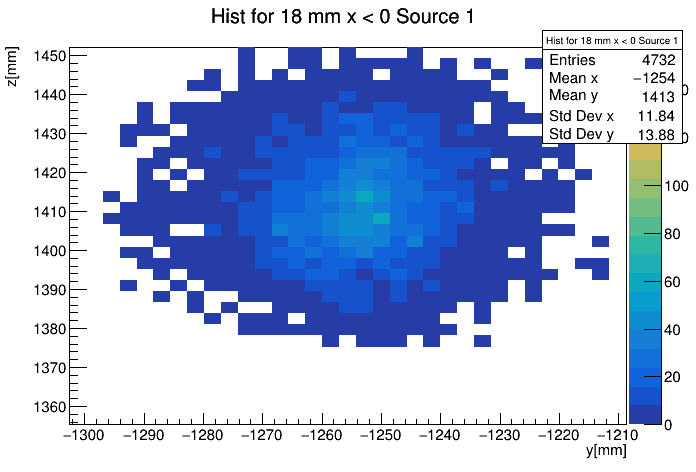 Hist for 18 mm x < 0 Source 1
z[mm]
Hist for 18 mm x < 0 Source 1
Entries 4732
Mean x −1254
Mean y 1413
Std Dev x 11.84
Std Dev y 13.88
1450
1440
1430
1420
1410
1400
1390
1380
1370
1360
100
80
60
40
20
0
−1300 −1290 −1280 −1270 −1260 −1250 −1240 −1230 −1220 −1210
y[mm]